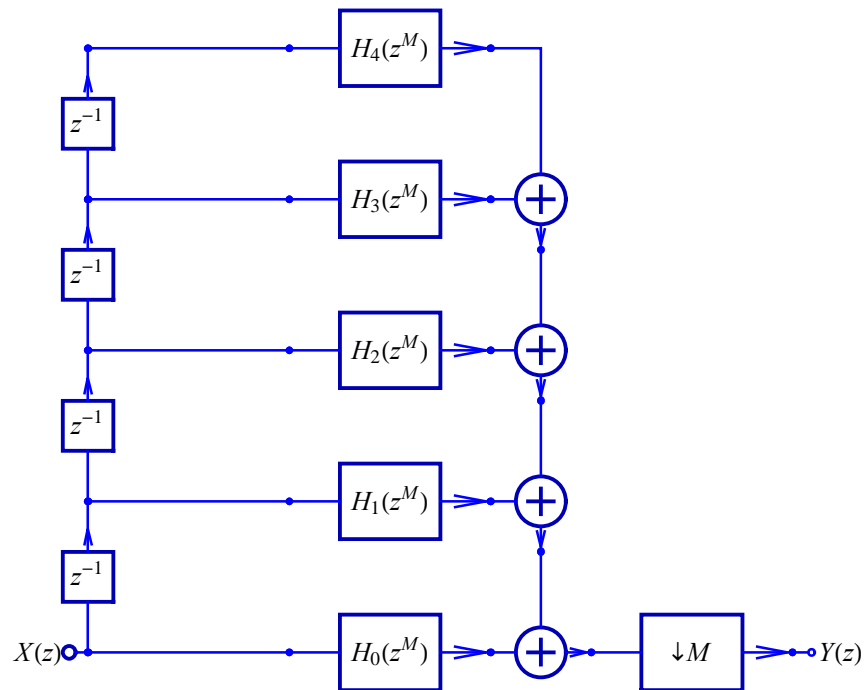 H₄(z^M)
z⁻¹
H₃(z^M)
z⁻¹
H₂(z^M)
z⁻¹
H₁(z^M)
z⁻¹
X(z) H₀(z^M) ↓M Y(z)